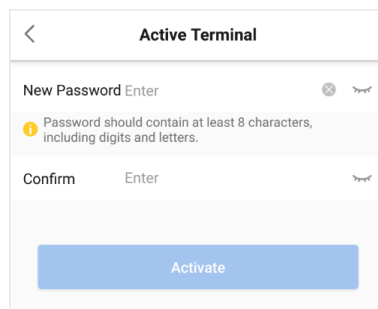 Active Terminal
New Password Enter
Password should contain at least 8 characters,
including digits and letters.
Confirm Enter
Activate